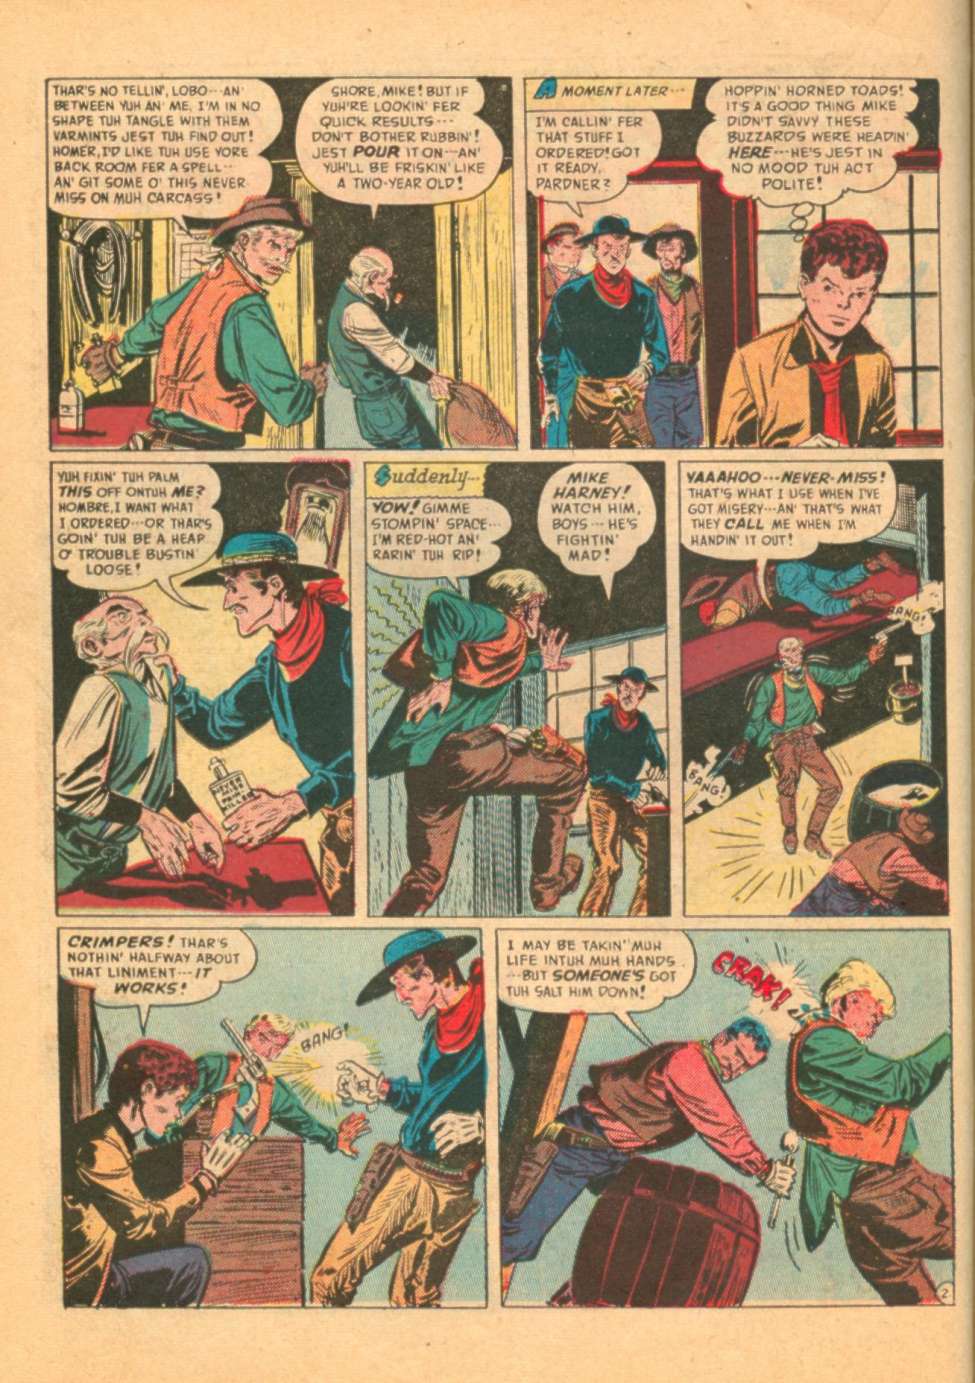 THAR'S NO TELLIN', LOBO---AN'
BETWEEN YUH AN' ME, I'M IN NO
SHAPE TUH TANGLE WITH THEM
VARMINTS JEST TUH FIND OUT!
HOMER, I'D LIKE TUH USE YORE
BACK ROOM FER A SPELL--
AN' GIT SOME O' THIS NEVER
MISS ON MUH CARCASS!
SHORE, MIKE! BUT IF
YUH'RE LOOKIN' FER
QUICK RESULTS---
DON'T BOTHER RUBBIN'!
JEST POUR IT ON---AN'
YUH'LL BE FRISKIN' LIKE
A TWO-YEAR OLD!
A MOMENT LATER---
I'M CALLIN' FER
THAT STUFF I
ORDERED! GOT
IT READY,
PARDNER?
HOPPIN' HORNED TOADS!
IT'S A GOOD THING MIKE
DIDN'T SAVVY THESE
BUZZARDS WERE HEADIN'
HERE---HE'S JEST IN
NO MOOD TUH ACT
POLITE!
YUH FIXIN' TUH PALM
THIS OFF ONTUH ME?
HOMBRE, I WANT WHAT
I ORDERED---OR THAR'S
GOIN' TUH BE A HEAP
O' TROUBLE BUSTIN'
LOOSE!
NEVER
MISS
PAIN
KILLER
Suddenly--
YOW! GIMME
STOMPIN' SPACE---
I'M RED-HOT AN'
RARIN' TUH RIP!
MIKE
HARNEY!
WATCH HIM,
BOYS---HE'S
FIGHTIN'
MAD!
YAAAHOO---NEVER-MISS!
THAT'S WHAT I USE WHEN I'VE
GOT MISERY---AN' THAT'S WHAT
THEY CALL ME WHEN I'M
HANDIN' IT OUT!
BANG!
BANG!
CRIMPERS! THAR'S
NOTHIN' HALFWAY ABOUT
THAT LINIMENT---IT
WORKS!
BANG!
I MAY BE TAKIN' MUH
LIFE INTUH MUH HANDS
---BUT SOMEONE'S GOT
TUH SALT HIM DOWN!
CRAK!
2